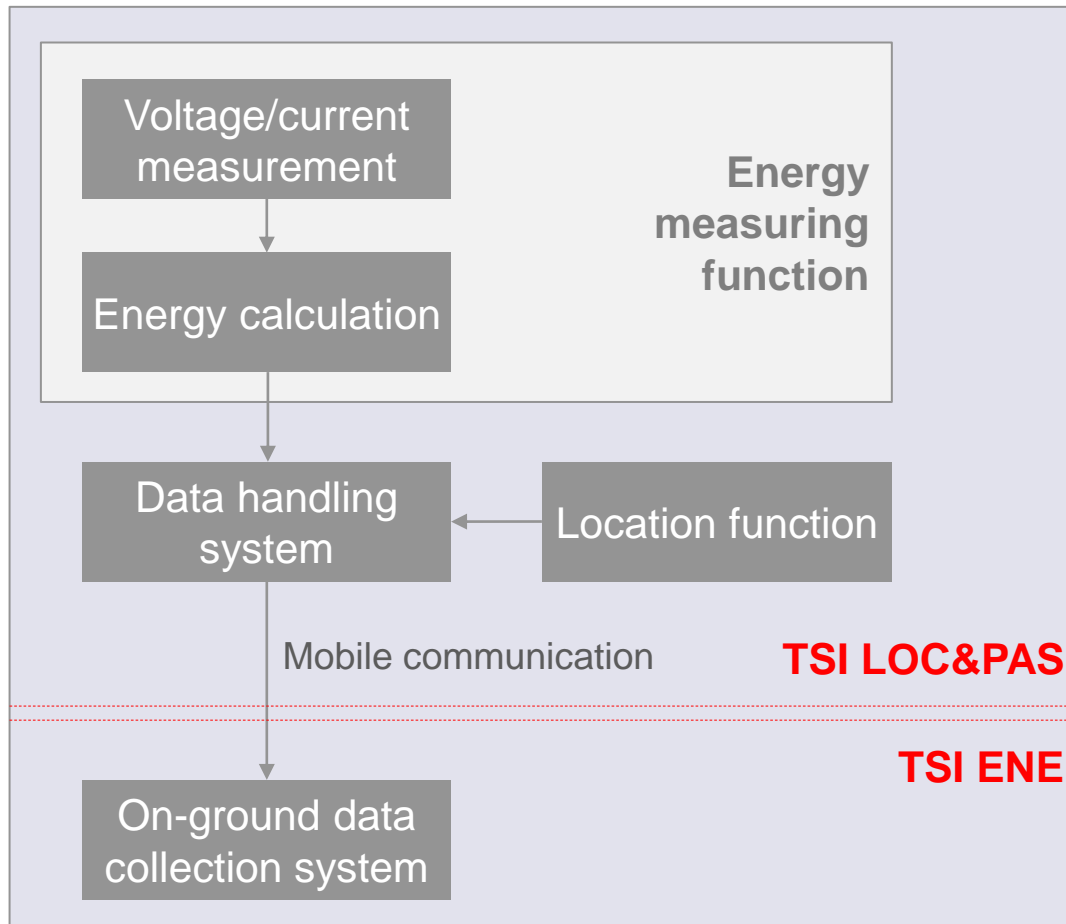 Voltage/current
measurement
Energy
measuring
function
Energy calculation
Data handling
system
Location function
Mobile communication
TSI LOC&PAS
TSI ENE
On-ground data
collection system